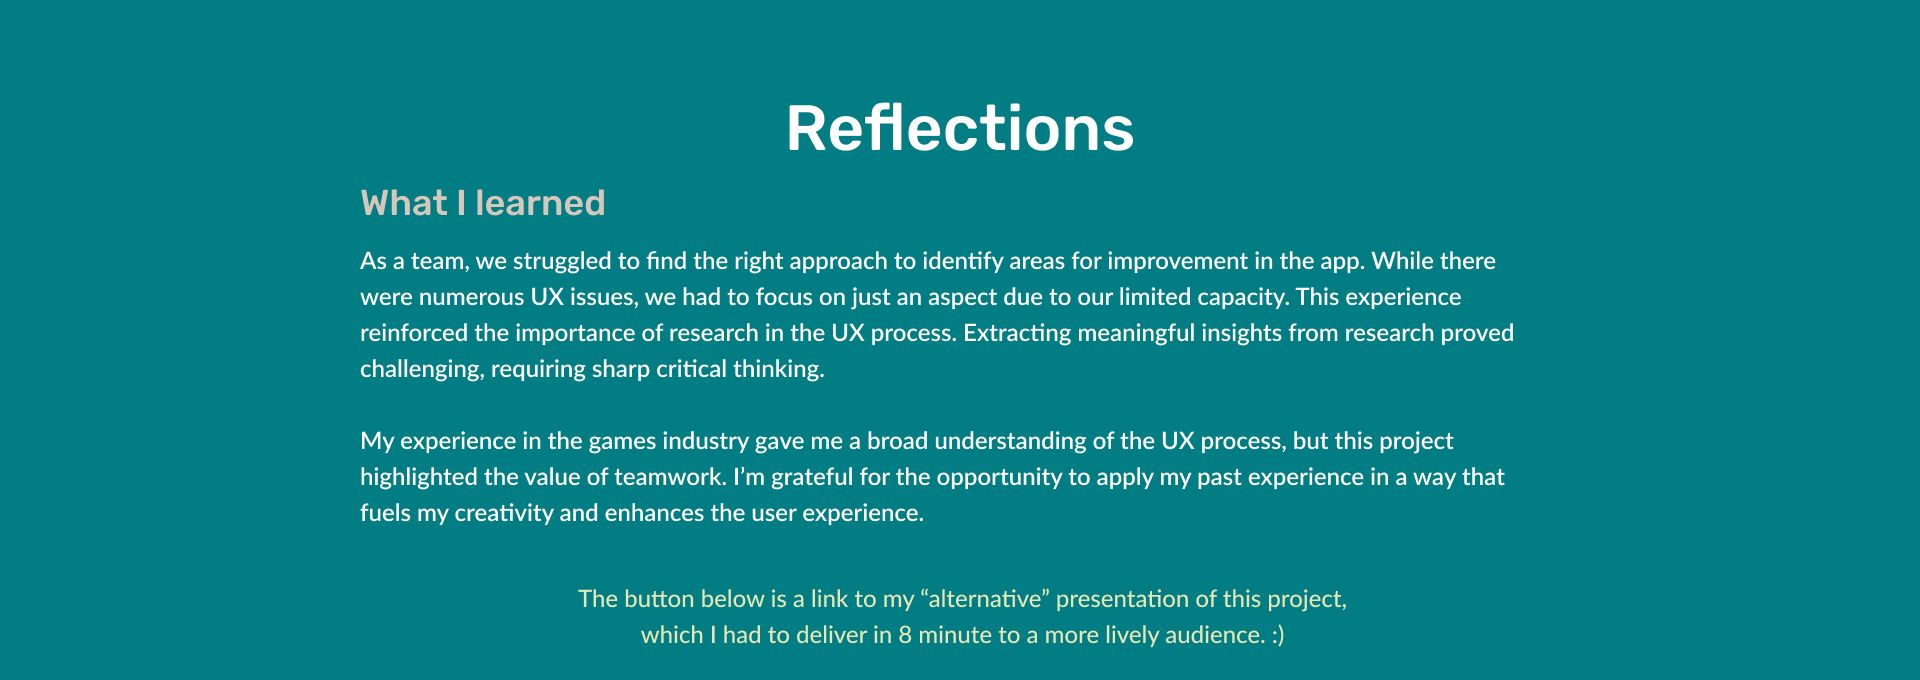 Reflections
What I learned
As a team, we struggled to find the right approach to identify areas for improvement in the app. While there
were numerous UX issues, we had to focus on just an aspect due to our limited capacity. This experience
reinforced the importance of research in the UX process. Extracting meaningful insights from research proved
challenging, requiring sharp critical thinking.
My experience in the games industry gave me a broad understanding of the UX process, but this project
highlighted the value of teamwork. I’m grateful for the opportunity to apply my past experience in a way that
fuels my creativity and enhances the user experience.
The button below is a link to my “alternative” presentation of this project,
which I had to deliver in 8 minute to a more lively audience. :)